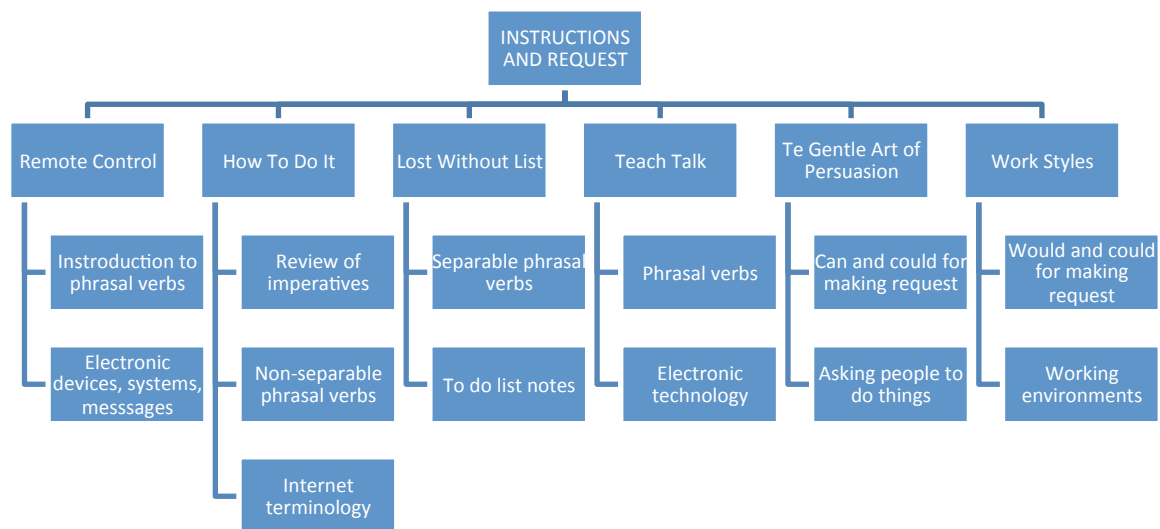 INSTRUCTIONS
AND REQUEST
Remote Control
How To Do It
Lost Without List
Teach Talk
Te Gentle Art of
Persuasion
Work Styles
Instroduction to
phrasal verbs
Electronic
devices, systems,
messsages
Review of
imperatives
Non-separable
phrasal verbs
Internet
terminology
Separable phrasal
verbs
To do list notes
Phrasal verbs
Electronic
technology
Can and could for
making request
Asking people to
do things
Would and could
for making
request
Working
environments